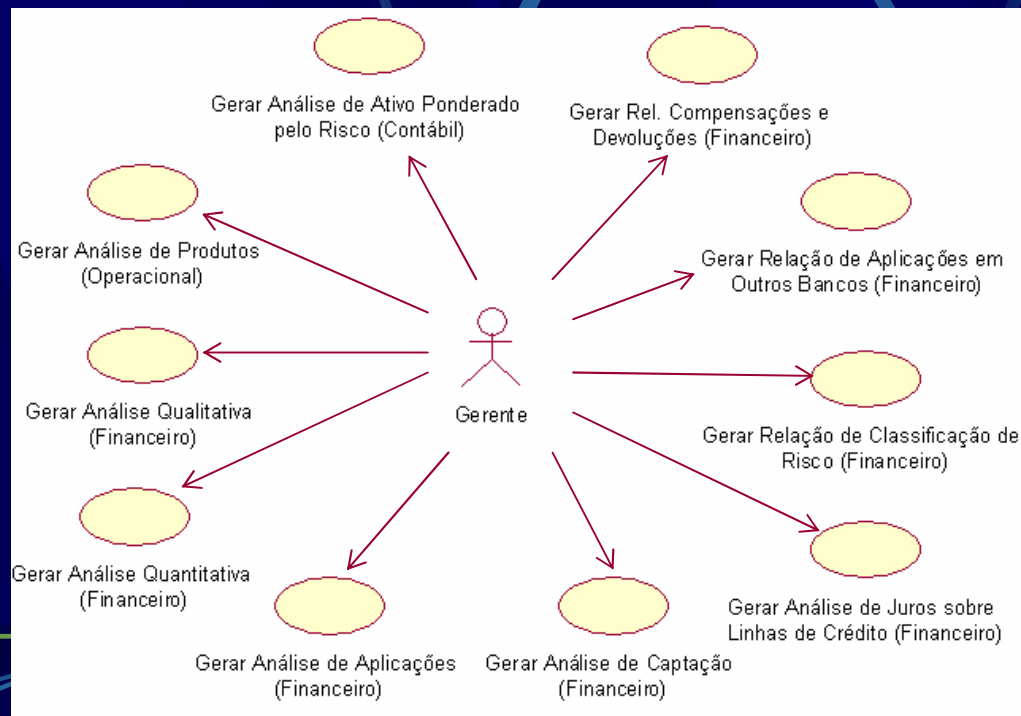 Gerar Análise de Ativo Ponderado
pelo Risco (Contábil)
Gerar Rel. Compensações e
Devoluções (Financeiro)
Gerar Análise de Produtos
(Operacional)
Gerar Relação de Aplicações em
Outros Bancos (Financeiro)
Gerar Análise Qualitativa
(Financeiro)
Gerente
Gerar Relação de Classificação de
Risco (Financeiro)
Gerar Análise Quantitativa
(Financeiro)
Gerar Análise de Juros sobre
Linhas de Crédito (Financeiro)
Gerar Análise de Aplicações
(Financeiro)
Gerar Análise de Captação
(Financeiro)